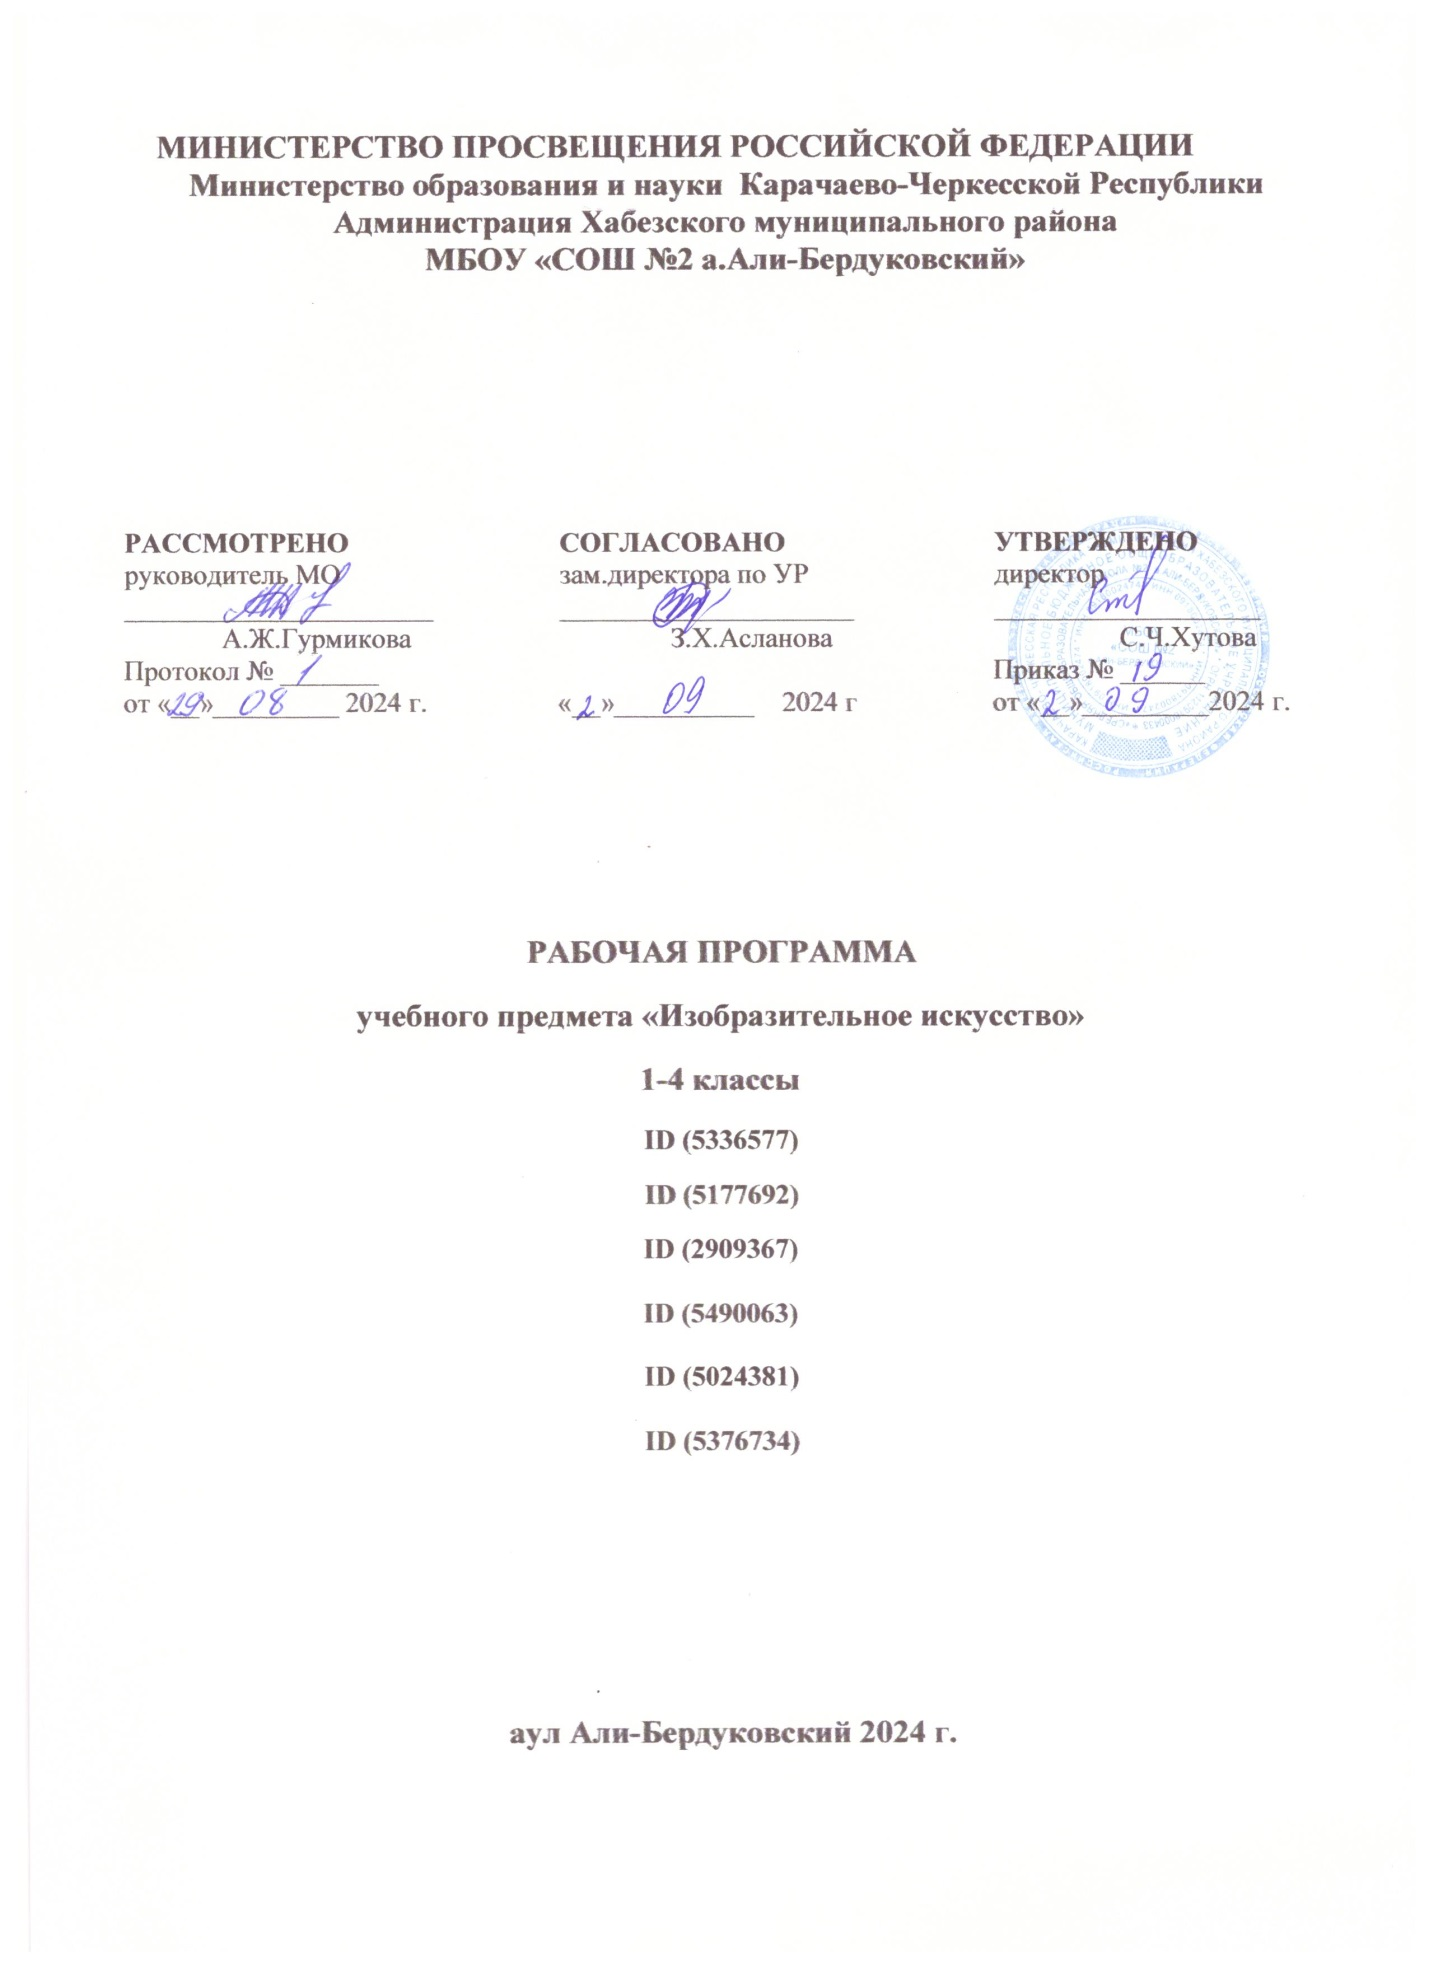 МИНИСТЕРСТВО ПРОСВЕЩЕНИЯ РОССИЙСКОЙ ФЕДЕРАЦИИ
Министерство образования и науки Карачаево-Черкесской Республики
Администрация Хабезского муниципального района
МБОУ «СОШ №2 а.Али-Бердуковский»
РАССМОТРЕНО
руководитель МО
А.Ж.Гурмикова
Протокол № 1
от «29» 08 2024 г.
СОГЛАСОВАНО
зам.директора по УР
З.Х.Асланова
«2» 09 2024 г
УТВЕРЖДЕНО
директор
С.Ч.Хутова
Приказ № 19
от «2» 09 2024 г.
РАБОЧАЯ ПРОГРАММА
учебного предмета «Изобразительное искусство»
1-4 классы
ID (5336577)
ID (5177692)
ID (2909367)
ID (5490063)
ID (5024381)
ID (5376734)
аул Али-Бердуковский 2024 г.